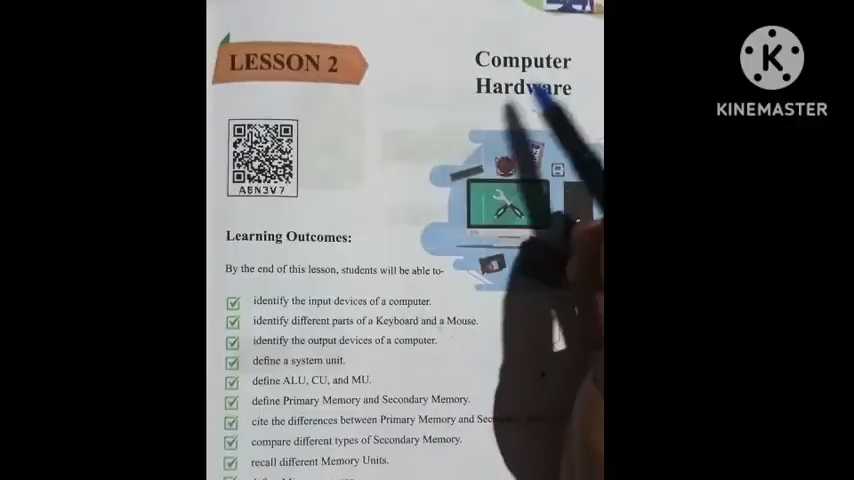 LESSON 2
Computer
Hardware
A8N3V7
Learning Outcomes:
By the end of this lesson, students will be able to-
identify the input devices of a computer.
identify different parts of a Keyboard and a Mouse.
identify the output devices of a computer.
define a system unit.
define ALU, CU, and MU.
define Primary Memory and Secondary Memory.
cite the differences between Primary Memory and
compare different types of Secondary Memory.
recall different Memory Units.
KINEMASTER